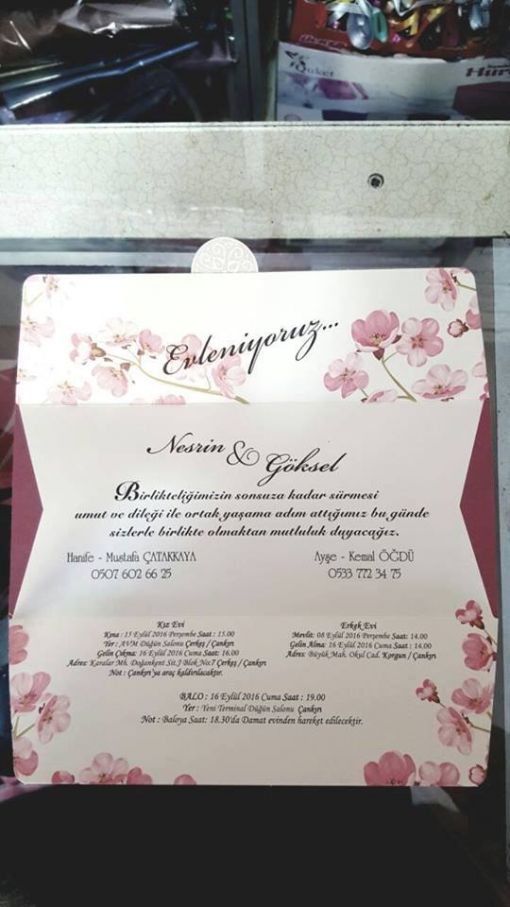 Buket
Evleniyoruz...
Nesrin & Göksel
Birlikteliğimizin sonsuza kadar sürmesi
umut ve dileği ile ortak yaşama adım attığımız bu günde
sizlerle birlikte olmaktan mutluluk duyacağız.
Hanife - Mustafa ÇATAKKAYA
0507 602 66 25
Ayşe - Kemal ÖĞDÜ
0533 772 34 75
Kız Evi
Kına : 15 Eylül 2016 Perşembe Saat : 15.00
Yer : AVM Düğün Salonu Çerkeş / Çankırı
Gelin Çıkma : 16 Eylül 2016 Cuma Saat : 16.00
Adres: Karalar Mh. Doğankent Sit.J Blok No:7 Çerkeş / Çankırı
Not : Çankırı'ya araç kaldırılacaktır.
Erkek Evi
Mevlit: 08 Eylül 2016 Perşembe Saat : 14.00
Gelin Alma: 16 Eylül 2016 Cuma Saat : 14.00
Adres: Büyük Mah. Okul Cad. Korgun / Çankırı
BALO : 16 Eylül 2016 Cuma Saat : 19.00
Yer : Yeni Terminal Düğün Salonu Çankırı
Not : Baloya Saat: 18.30'da Damat evinden hareket edilecektir.